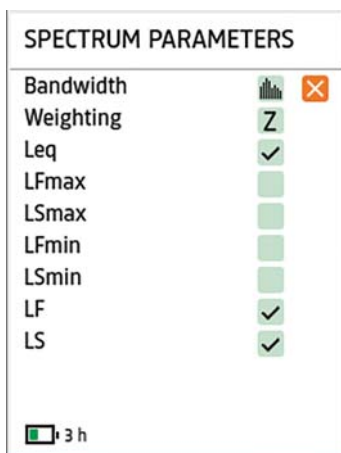 SPECTRUM PARAMETERS
Bandwidth
Weighting Z
Leq
LFmax
LSmax
LFmin
LSmin
LF
LS
3 h